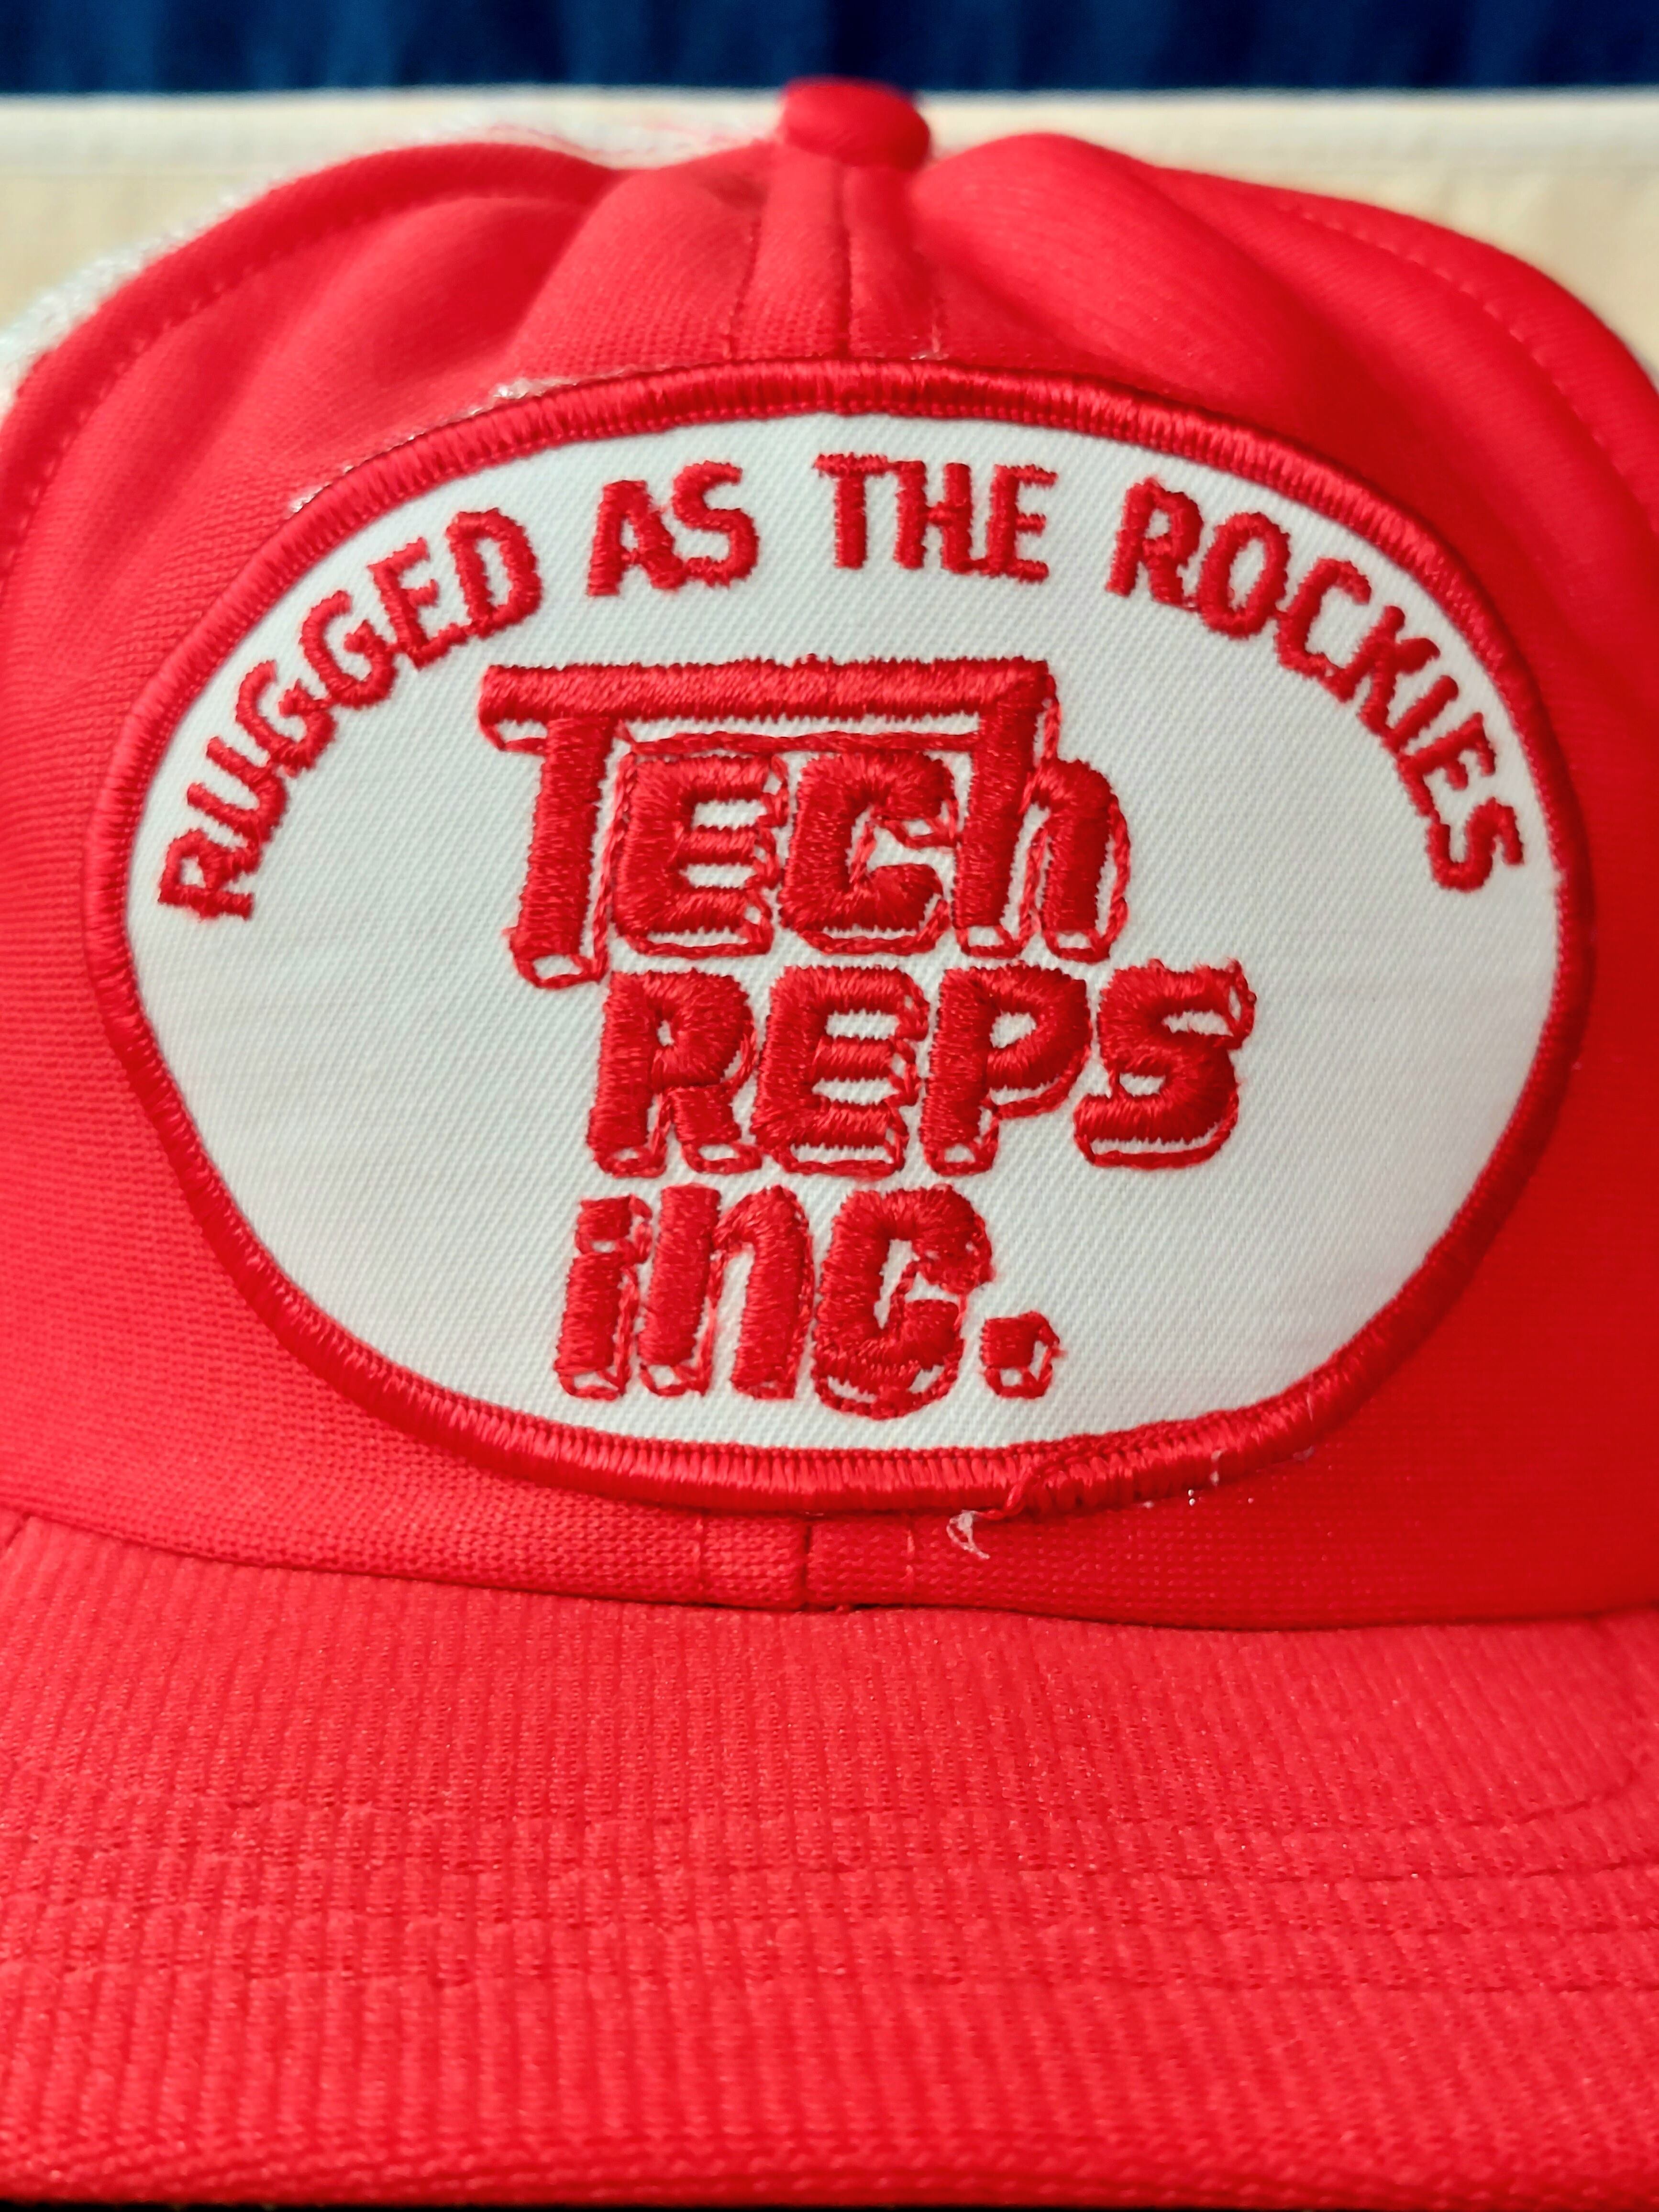 RUGGED AS THE ROCKIES
TECh
REPS
inc.